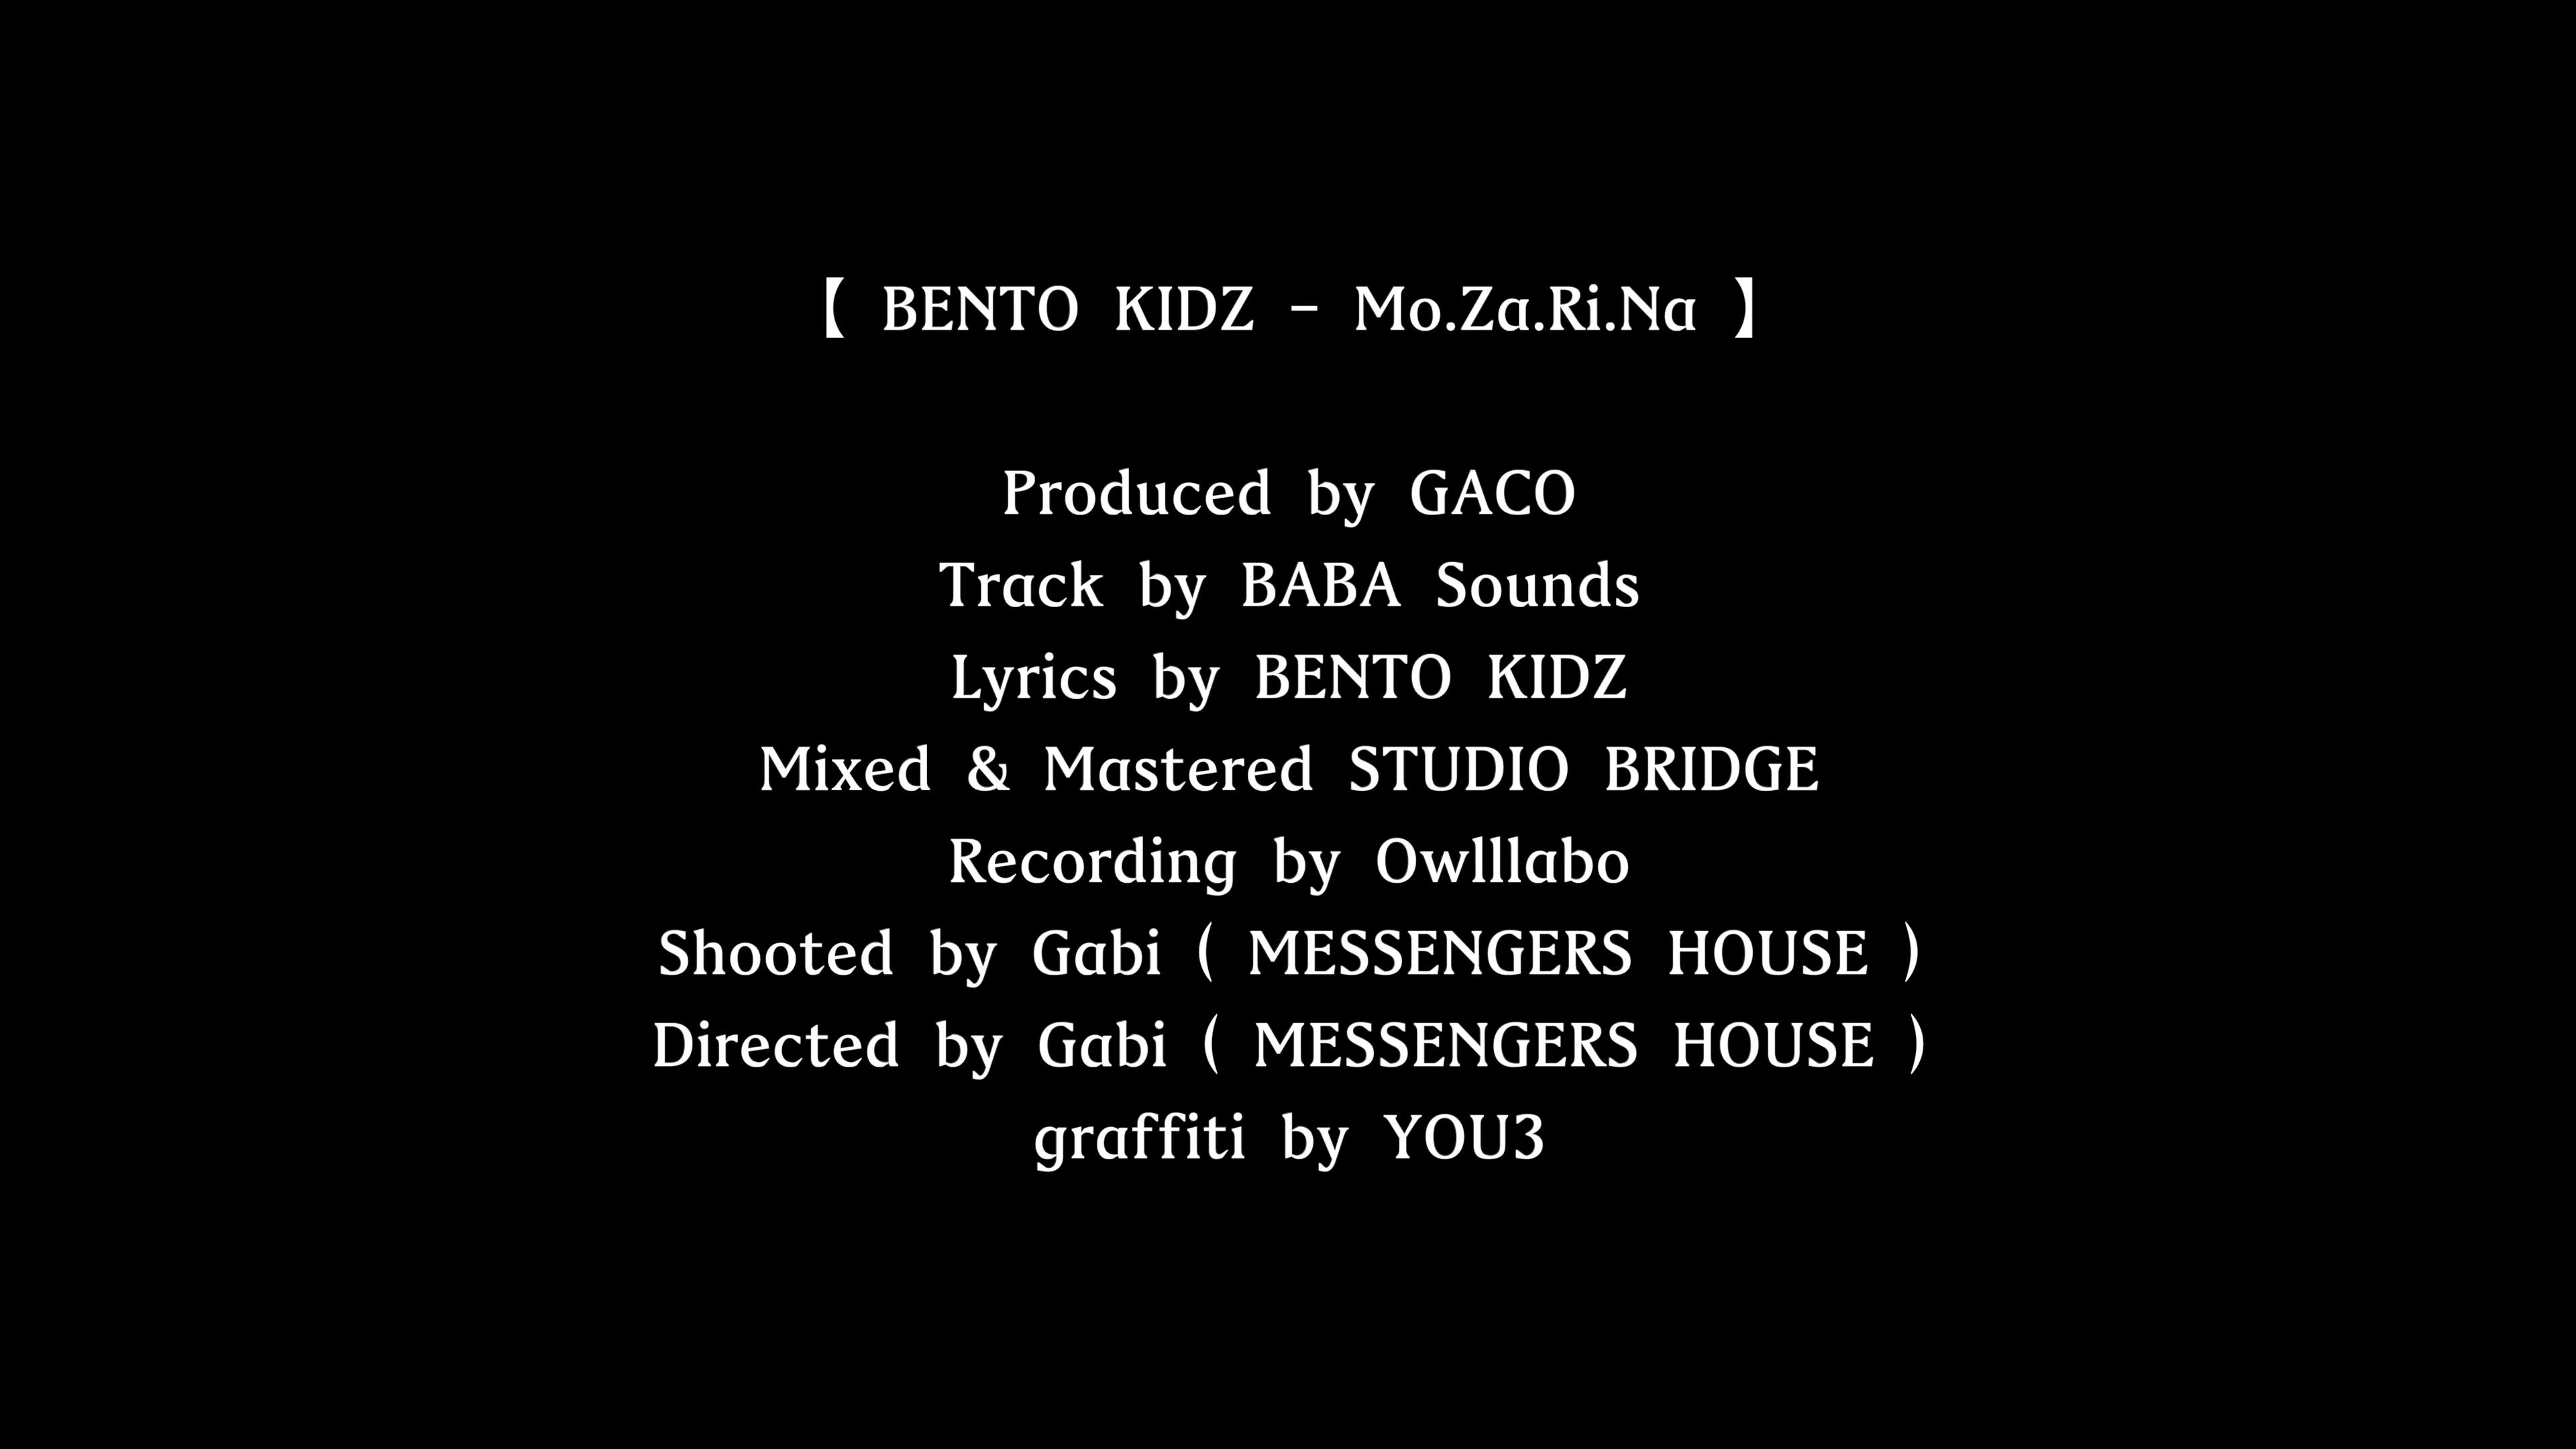 【 BENTO KIDZ - Mo.Za.Ri.Na 】
Produced by GACO
Track by BABA Sounds
Lyrics by BENTO KIDZ
Mixed & Mastered STUDIO BRIDGE
Recording by Owlllabo
Shooted by Gabi ( MESSENGERS HOUSE )
Directed by Gabi ( MESSENGERS HOUSE )
graffiti by YOU3